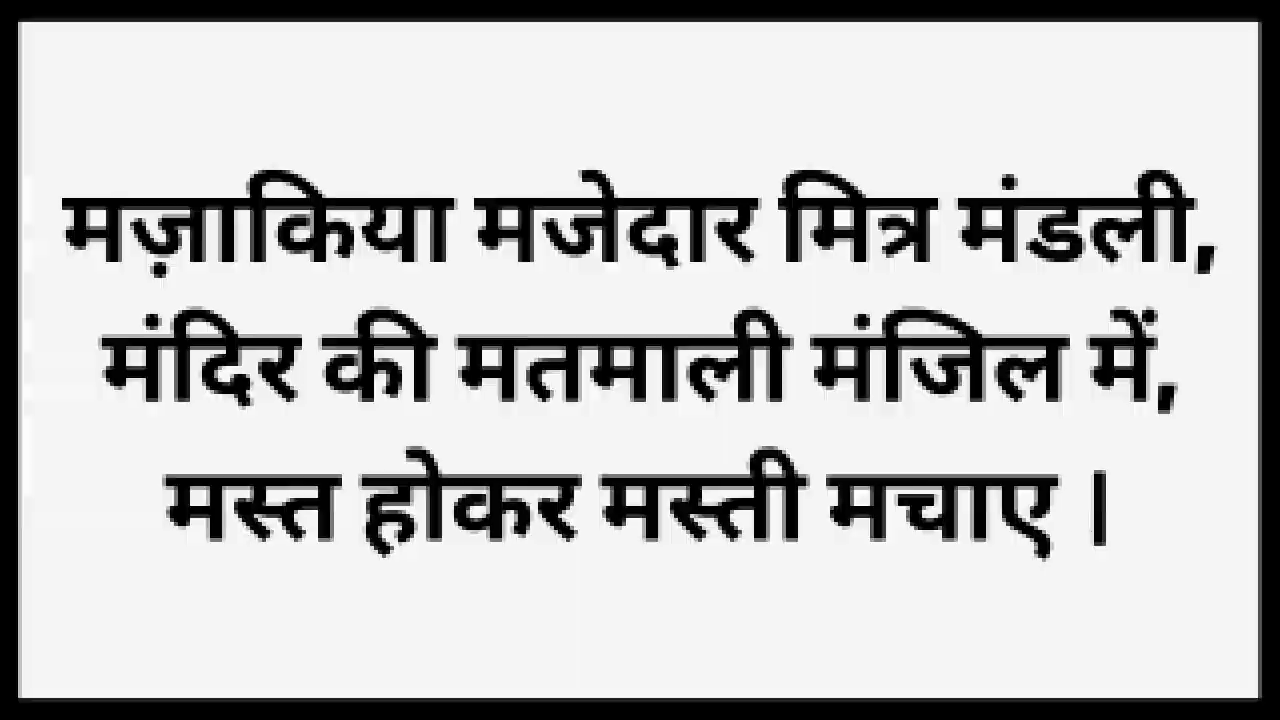 मज़ाकिया मजेदार मित्र मंडली,
मंदिर की मतमाली मंजिल में,
मस्त होकर मस्ती मचाए |